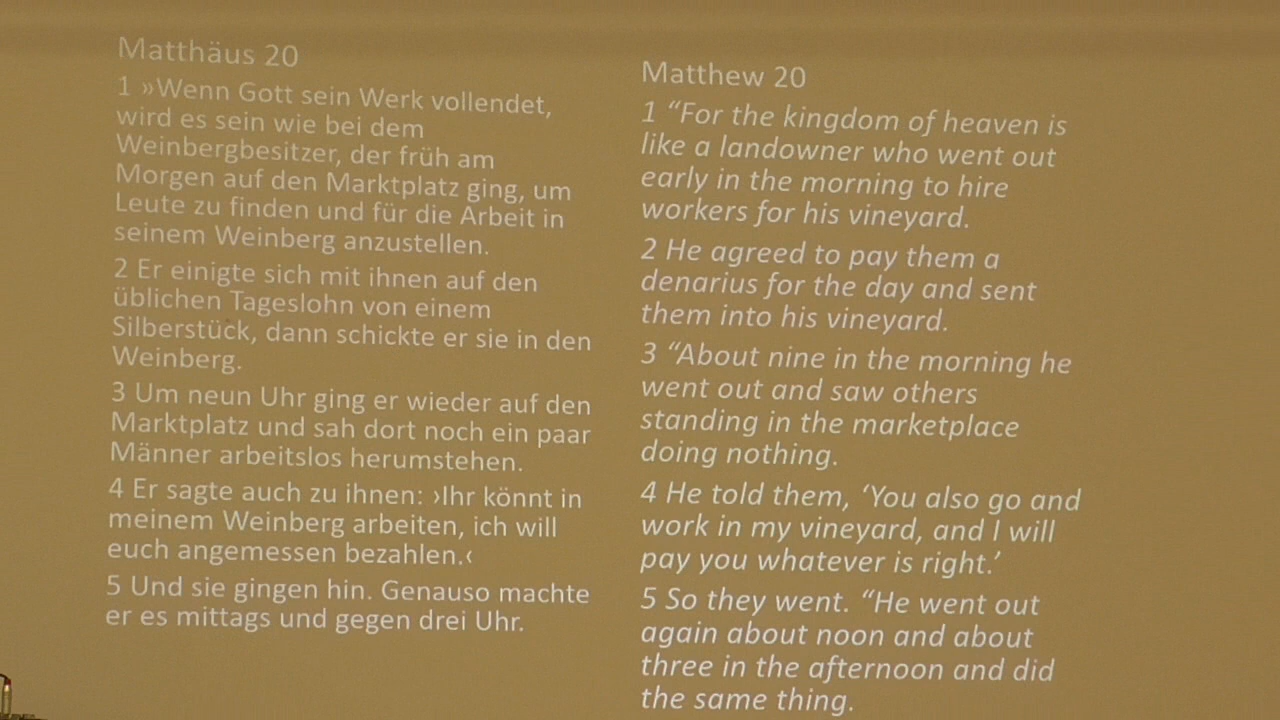 Matthäus 20
1 »Wenn Gott sein Werk vollendet,
wird es sein wie bei dem
Weinbergbesitzer, der früh am
Morgen auf den Marktplatz ging, um
Leute zu finden und für die Arbeit in
seinem Weinberg anzustellen.
2 Er einigte sich mit ihnen auf den
üblichen Tageslohn von einem
Silberstück, dann schickte er sie in den
Weinberg.
3 Um neun Uhr ging er wieder auf den
Marktplatz und sah dort noch ein paar
Männer arbeitslos herumstehen.
4 Er sagte auch zu ihnen: ›Ihr könnt in
meinem Weinberg arbeiten, ich will
euch angemessen bezahlen.‹
5 Und sie gingen hin. Genauso machte
er es mittags und gegen drei Uhr.
Matthew 20
1 “For the kingdom of heaven is
like a landowner who went out
early in the morning to hire
workers for his vineyard.
2 He agreed to pay them a
denarius for the day and sent
them into his vineyard.
3 “About nine in the morning he
went out and saw others
standing in the marketplace
doing nothing.
4 He told them, ‘You also go and
work in my vineyard, and I will
pay you whatever is right.’
5 So they went. “He went out
again about noon and about
three in the afternoon and did
the same thing.